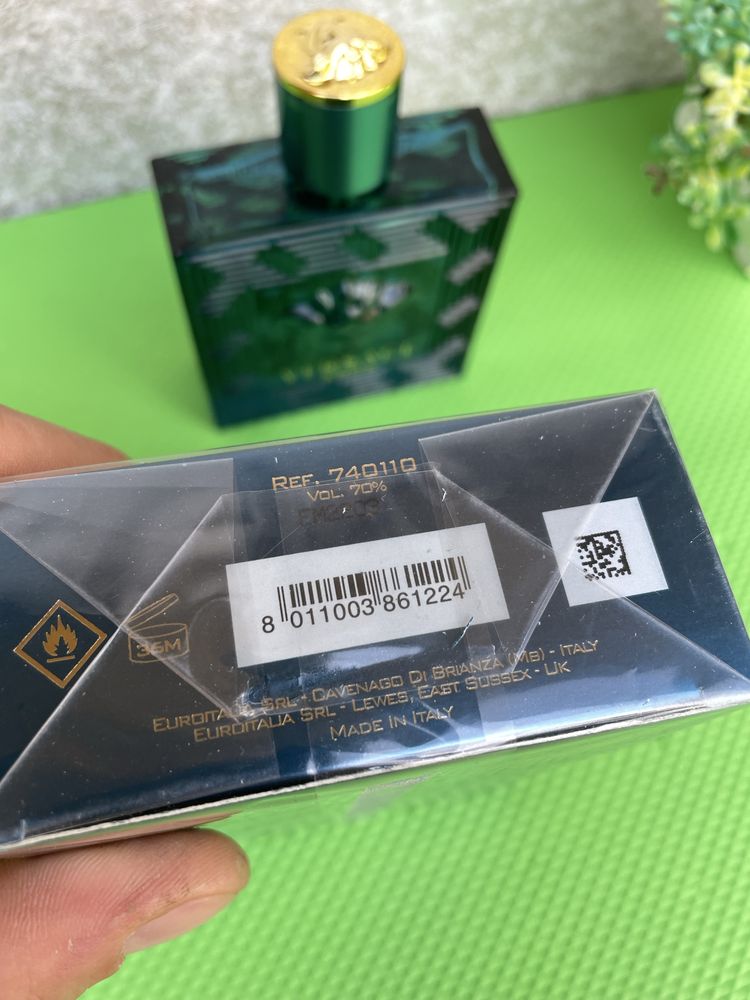 REF. 740110
VOL. 70%
36M
8 011003 861224
EUROITALIA SRL - CAVENAGO DI BRIANZA (MB) - ITALY
EUROITALIA SRL - LEWES, EAST SUSSEX - UK
MADE IN ITALY